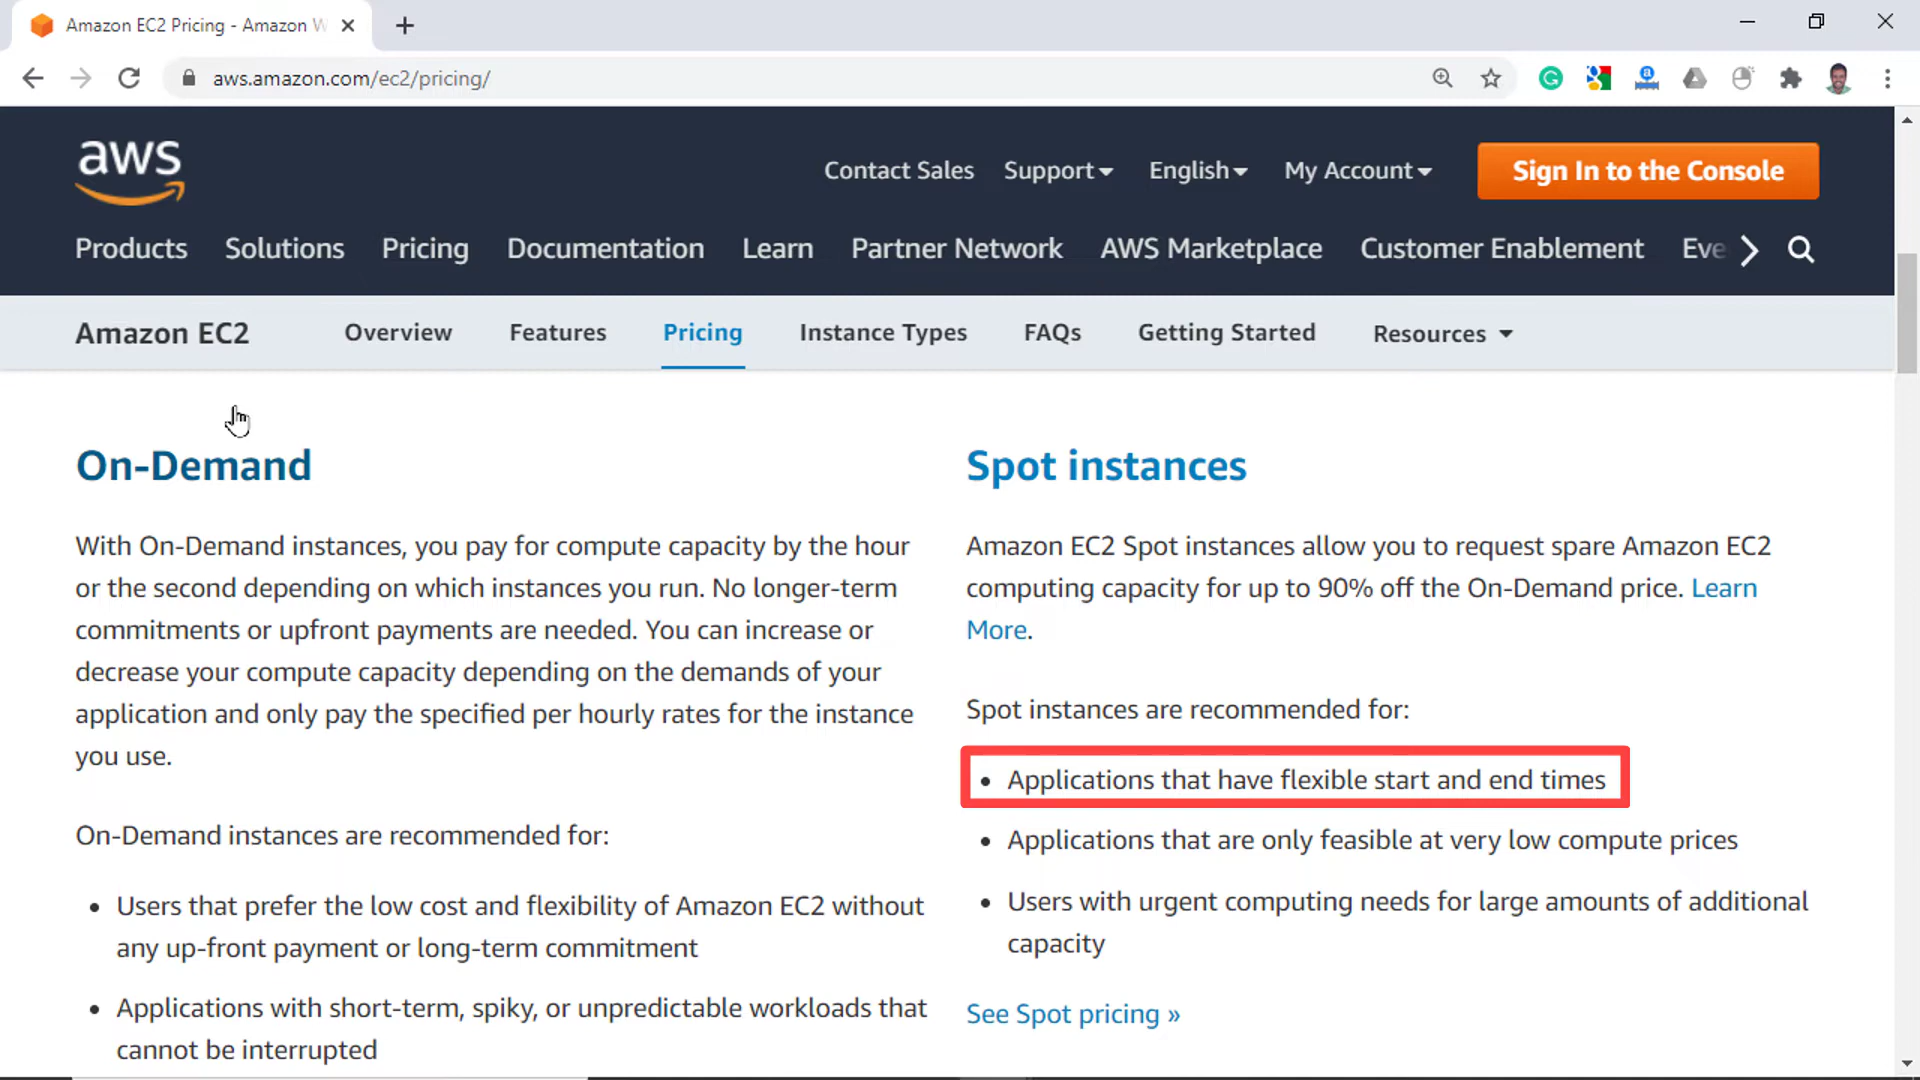 Amazon EC2 Pricing - Amazon W
aws.amazon.com/ec2/pricing/
aws
Contact Sales Support English My Account Sign In to the Console
Products Solutions Pricing Documentation Learn Partner Network AWS Marketplace Customer Enablement Eve
Amazon EC2 Overview Features Pricing Instance Types FAQs Getting Started Resources
On-Demand
With On-Demand instances, you pay for compute capacity by the hour
or the second depending on which instances you run. No longer-term
commitments or upfront payments are needed. You can increase or
decrease your compute capacity depending on the demands of your
application and only pay the specified per hourly rates for the instance
you use.
On-Demand instances are recommended for:
• Users that prefer the low cost and flexibility of Amazon EC2 without
any up-front payment or long-term commitment
• Applications with short-term, spiky, or unpredictable workloads that
cannot be interrupted
Spot instances
Amazon EC2 Spot instances allow you to request spare Amazon EC2
computing capacity for up to 90% off the On-Demand price. Learn
More.
Spot instances are recommended for:
• Applications that have flexible start and end times
• Applications that are only feasible at very low compute prices
• Users with urgent computing needs for large amounts of additional
capacity
See Spot pricing »